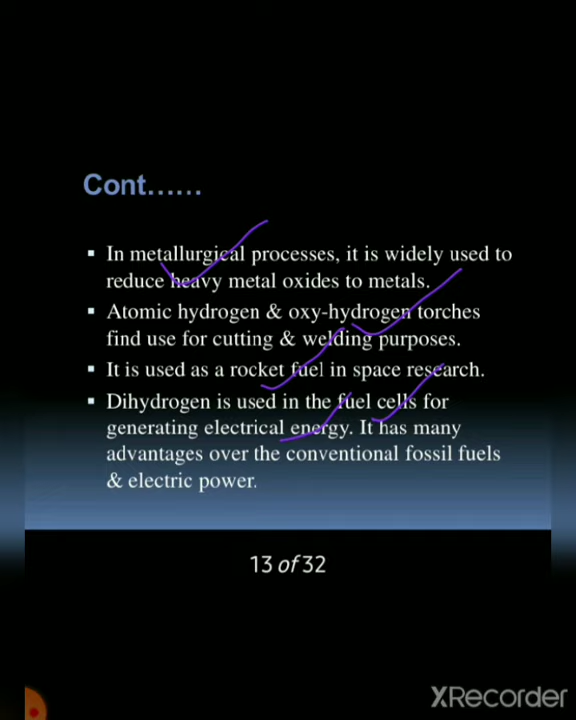 Cont......
▪ In metallurgical processes, it is widely used to
reduce heavy metal oxides to metals.
▪ Atomic hydrogen & oxy-hydrogen torches
find use for cutting & welding purposes.
▪ It is used as a rocket fuel in space research.
▪ Dihydrogen is used in the fuel cells for
generating electrical energy. It has many
advantages over the conventional fossil fuels
& electric power.
13 of 32
XRecorder